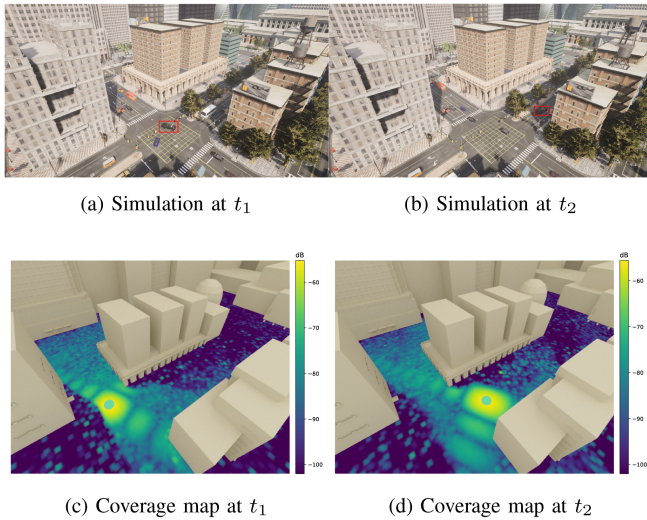 (a) Simulation at t₁
(b) Simulation at t₂
dB
−60
−70
−80
−90
−100
dB
−60
−70
−80
−90
−100
(c) Coverage map at t₁
(d) Coverage map at t₂